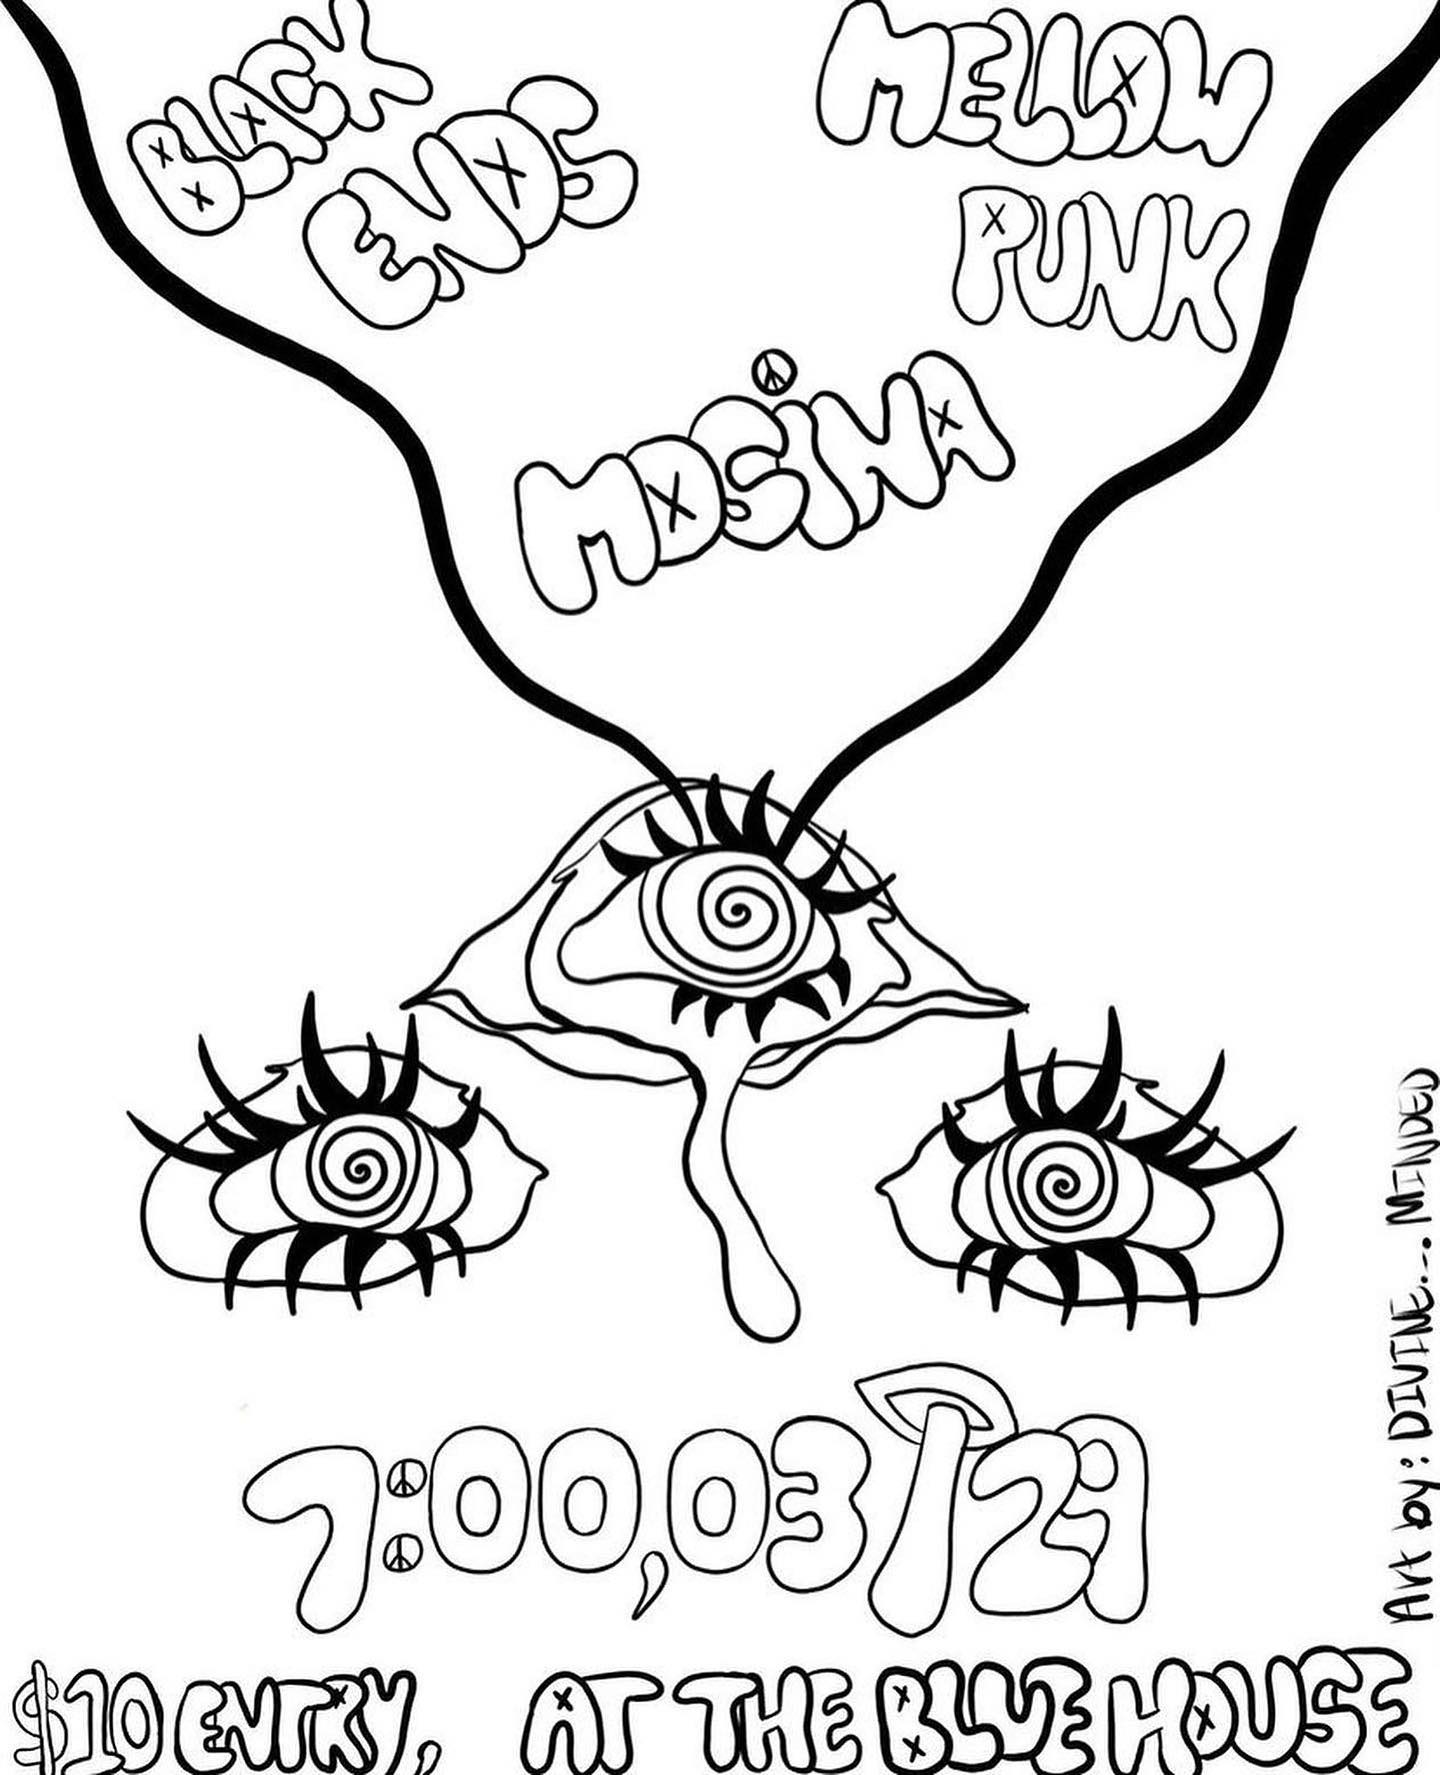 BLACK
ENDS
MELLOW
PUNK
MOSiNA
7:00,03/29
$10 ENTRY, AT THE BLUE HOUSE
Art by: DIVINE....MINDED